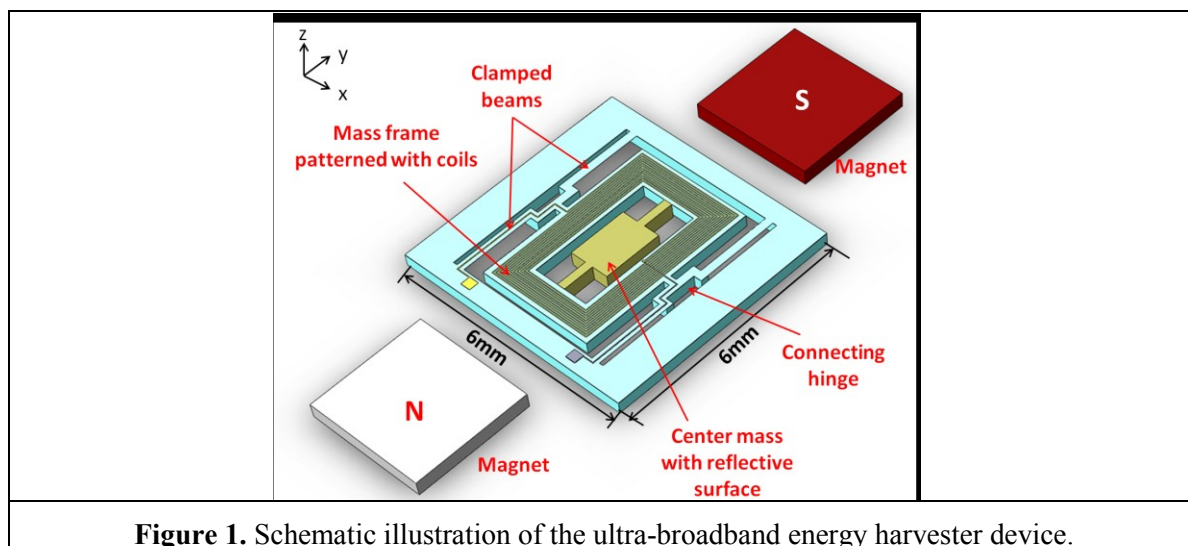 z
y
x
Clamped
beams
Mass frame
patterned with coils
S
Magnet
6mm
6mm
N
Magnet
Connecting
hinge
Center mass
with reflective
surface
Figure 1. Schematic illustration of the ultra-broadband energy harvester device.